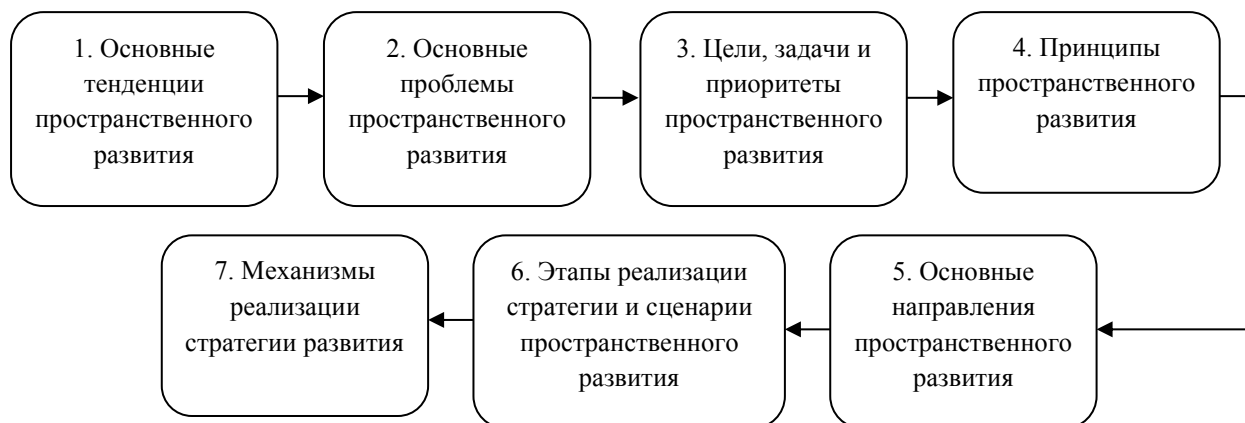 1. Основные
тенденции
пространственного
развития
2. Основные
проблемы
пространственного
развития
3. Цели, задачи и
приоритеты
пространственного
развития
4. Принципы
пространственного
развития
7. Механизмы
реализации
стратегии развития
6. Этапы реализации
стратегии и сценарии
пространственного
развития
5. Основные
направления
пространственного
развития